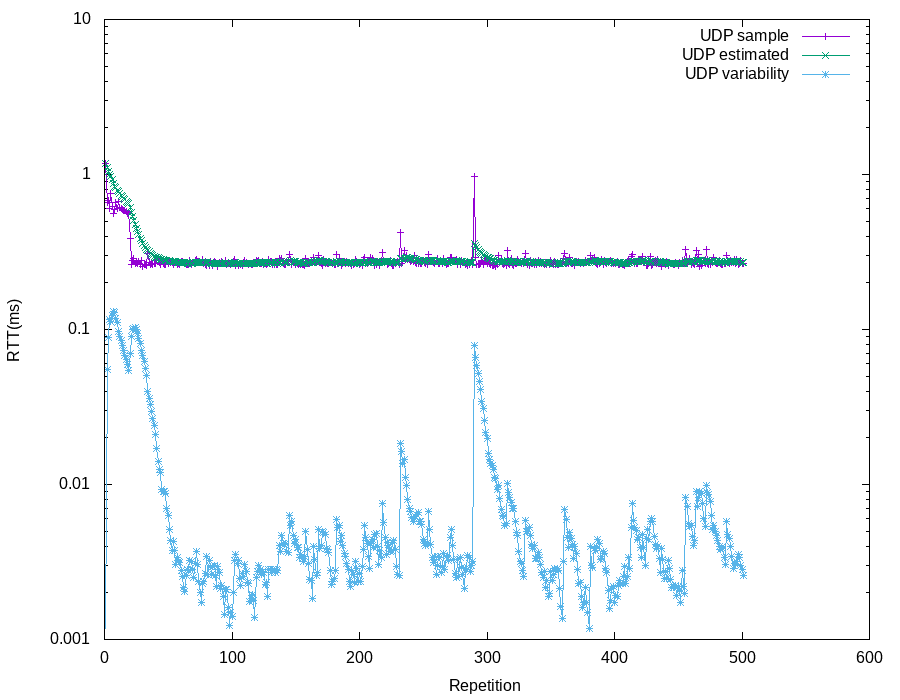 10
1
0.1
0.01
0.001
0 100 200 300 400 500 600
RTT(ms)
Repetition
UDP sample
UDP estimated
UDP variability